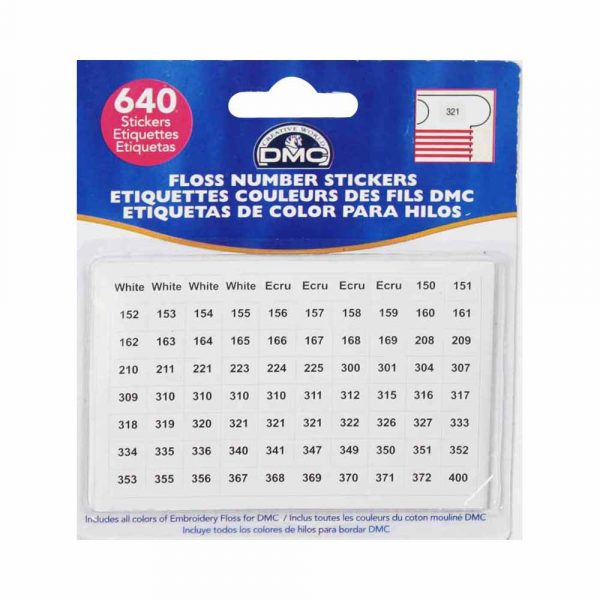 640
Stickers
Etiquettes
Etiquetas
321
CREATIVE WORLD
DMC
FLOSS NUMBER STICKERS
ETIQUETTES COULEURS DES FILS DMC
ETIQUETAS DE COLOR PARA HILOS
White White White White Ecru Ecru Ecru Ecru 150 151
152 153 154 155 156 157 158 159 160 161
162 163 164 165 166 167 168 169 208 209
210 211 221 223 224 225 300 301 304 307
309 310 310 310 310 311 312 315 316 317
318 319 320 321 321 321 322 326 327 333
334 335 336 340 341 347 349 350 351 352
353 355 356 367 368 369 370 371 372 400
Includes all colors of Embroidery Floss for DMC / Inclus toutes les couleurs du coton mouliné DMC
Incluye todos los colores de hilos para bordar DMC